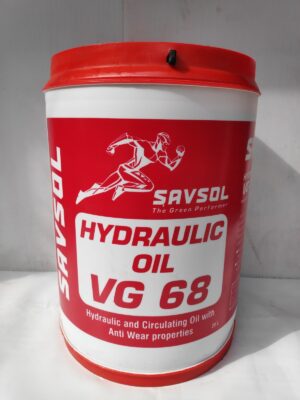 SAVSOL
SAVSOL
The Green Performer
HYDRAULIC
OIL
VG 68
Hydraulic and Circulating Oil with
Anti Wear properties